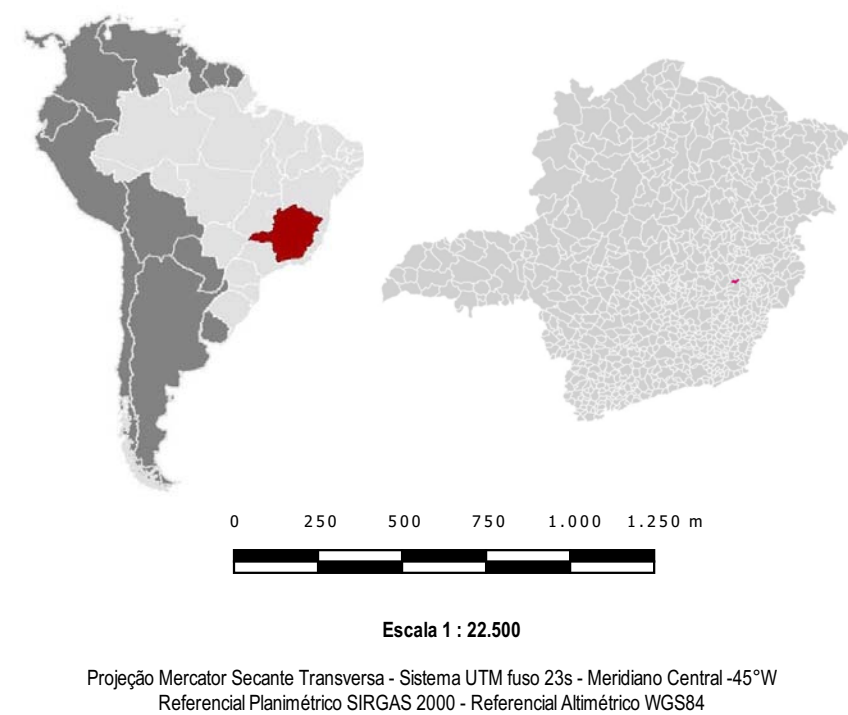 0 250 500 750 1.000 1.250 m
Escala 1 : 22.500
Projeção Mercator Secante Transversa - Sistema UTM fuso 23s - Meridiano Central -45°W
Referencial Planimétrico SIRGAS 2000 - Referencial Altimétrico WGS84